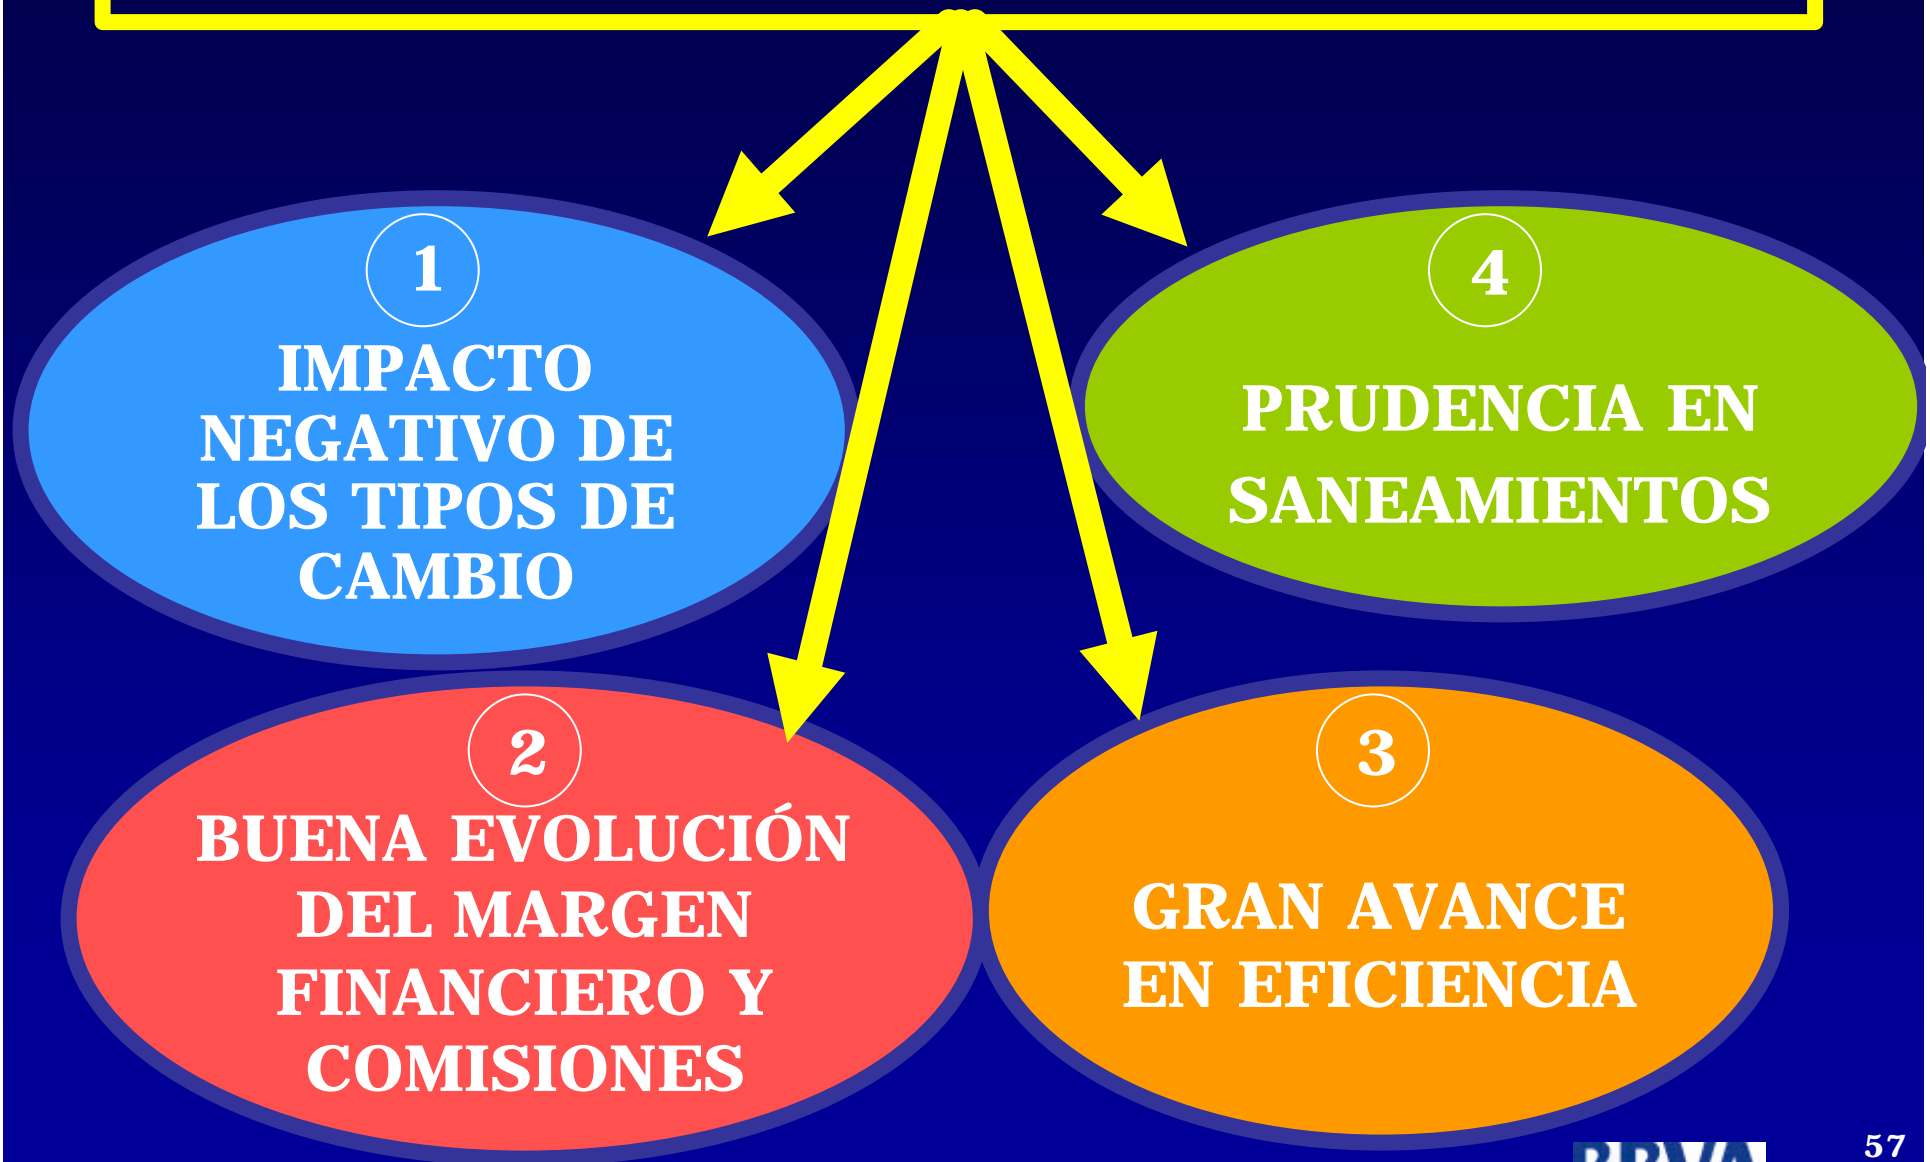 1
IMPACTO
NEGATIVO DE
LOS TIPOS DE
CAMBIO
4
PRUDENCIA EN
SANEAMIENTOS
2
BUENA EVOLUCIÓN
DEL MARGEN
FINANCIERO Y
COMISIONES
3
GRAN AVANCE
EN EFICIENCIA
BBVA
57